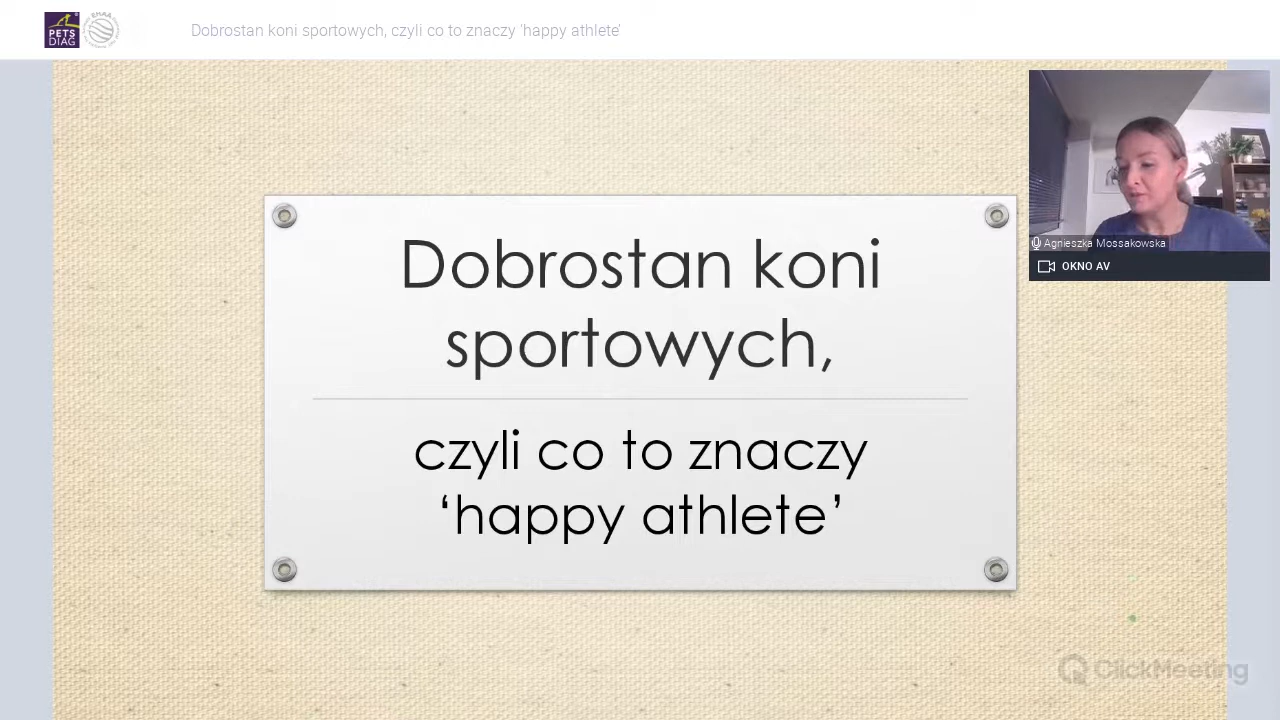 PETS
DIAG
Dobrostan koni sportowych, czyli co to znaczy 'happy athlete'
Agnieszka Mossakowska
OKNO AV
Dobrostan koni
sportowych,
czyli co to znaczy
‘happy athlete’
ClickMeeting